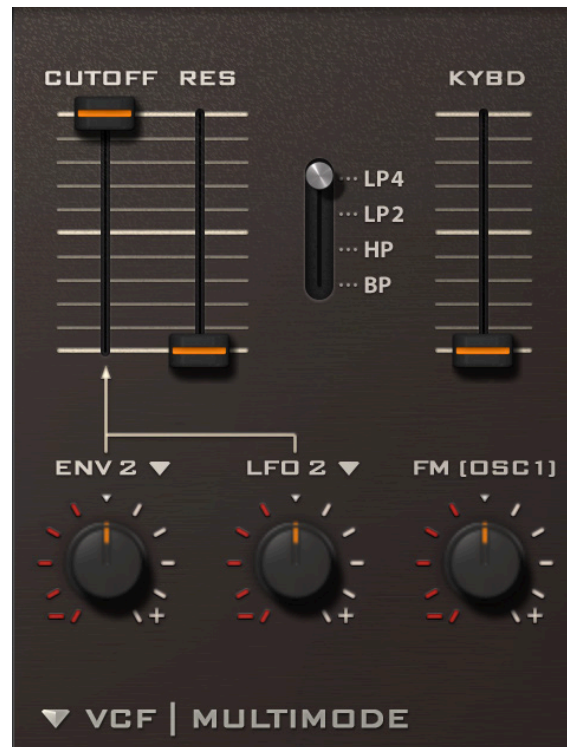 CUTOFF RES KYBD
LP4
LP2
HP
BP
ENV 2 LFO 2 FM (OSC1)
- + - + - +
VCF | MULTIMODE